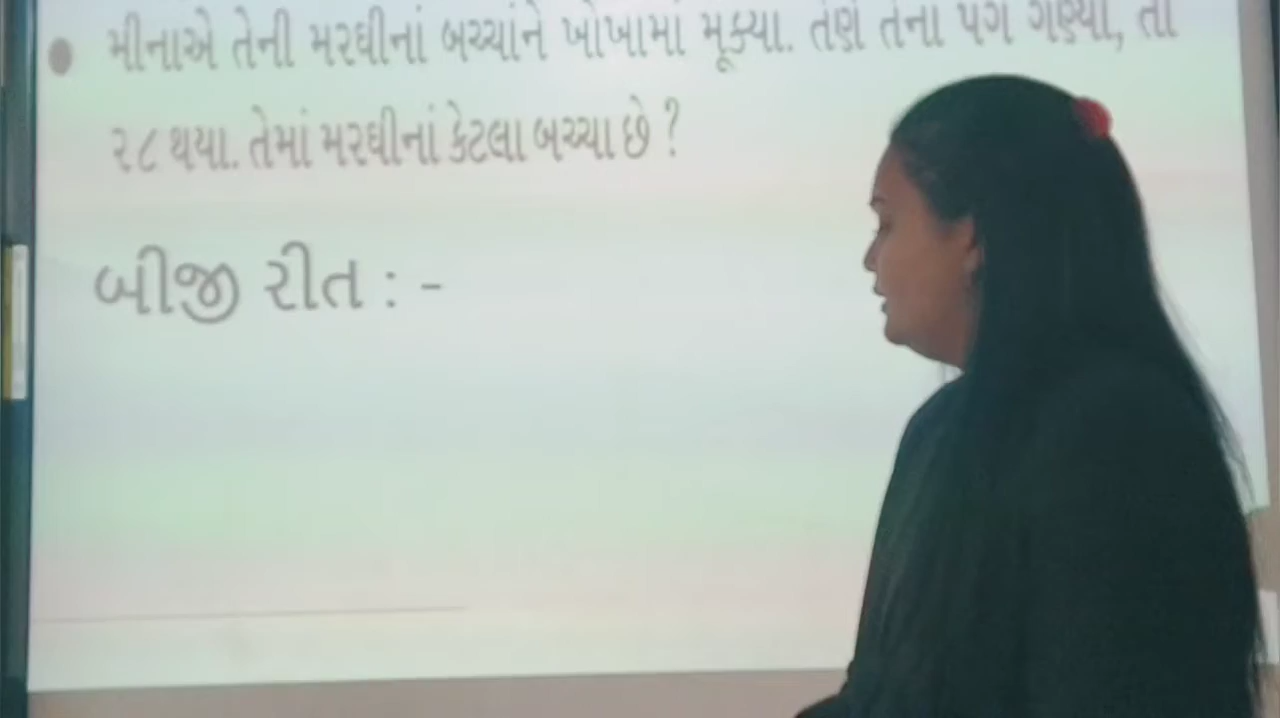 ● મીનાએ તેની મરઘીનાં બચ્ચાંને ખોખામાં મૂક્યા. તેણે તેના પગ ગણ્યા, તો
૨૮ થયા. તેમાં મરઘીનાં કેટલા બચ્ચા છે ?
બીજી રીત : -